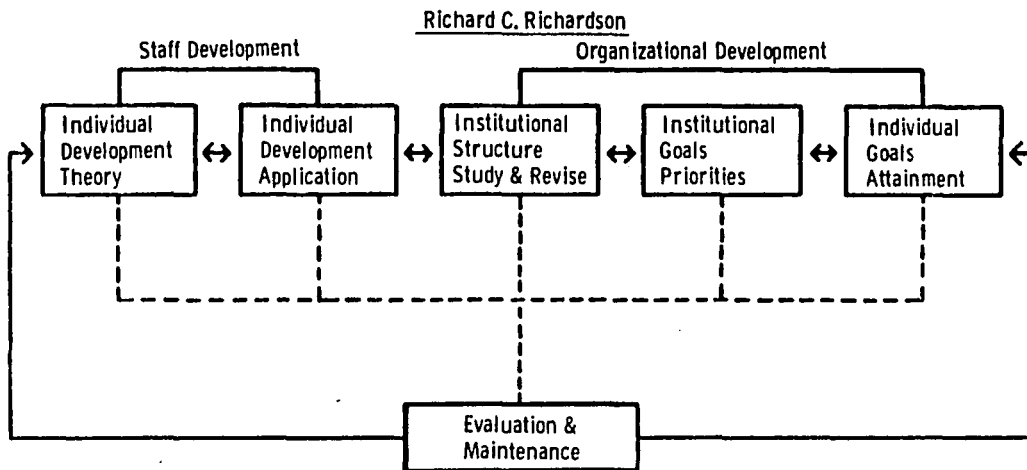 Richard C. Richardson
Staff Development
Organizational Development
Individual
Development
Theory
Individual
Development
Application
Institutional
Structure
Study & Revise
Institutional
Goals
Priorities
Individual
Goals
Attainment
Evaluation &
Maintenance